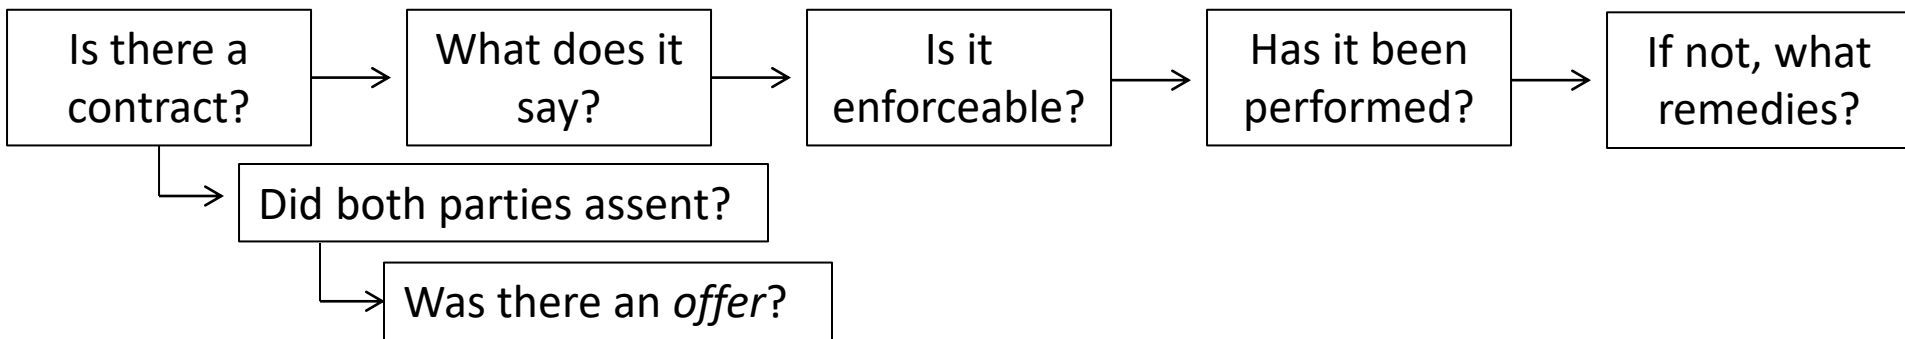 Is there a
contract?
What does it
say?
Is it
enforceable?
Has it been
performed?
If not, what
remedies?
Did both parties assent?
Was there an offer?